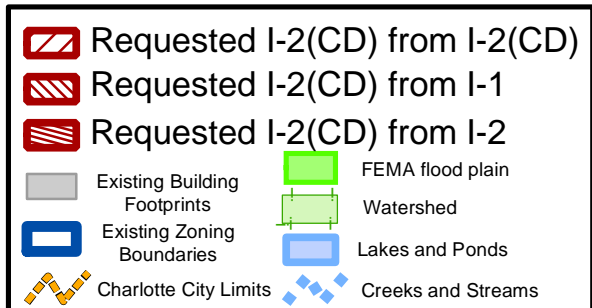 Requested I-2(CD) from I-2(CD)
Requested I-2(CD) from I-1
Requested I-2(CD) from I-2
Existing Building
Footprints
Existing Zoning
Boundaries
Charlotte City Limits
FEMA flood plain
Watershed
Lakes and Ponds
Creeks and Streams